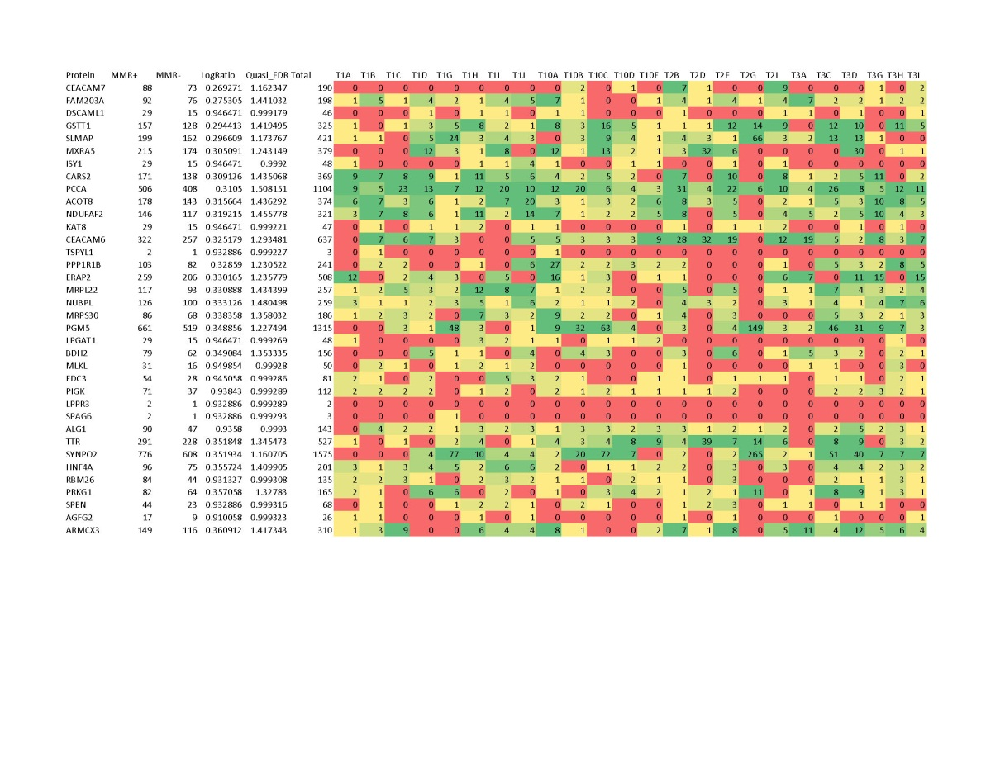 Protein MMR+ MMR- LogRatio Quasi_FDR Total T1A T1B T1C T1D T1G T1H T1I T1J T10A T10B T10C T10D T10E T2B T2D T2F T2G T2I T3A T3C T3D T3G T3H T3I
CEACAM7 88 73 0.269271 1.162347 190 0 0 0 0 0 0 0 0 0 2 0 1 0 7 1 0 0 9 0 0 0 1 0 2
FAM203A 92 76 0.275305 1.441032 198 1 5 1 4 2 1 4 5 7 1 0 0 1 4 1 4 1 4 7 2 2 1 2 2
DSCAML1 29 15 0.946471 0.999179 46 0 0 0 1 0 1 1 0 1 1 0 0 0 1 0 0 0 1 1 0 1 0 0 1
GSTT1 157 128 0.294413 1.419495 325 1 0 1 3 5 8 2 1 8 3 16 5 1 1 1 12 14 9 0 12 10 0 11 5
SLMAP 199 162 0.296609 1.173767 421 1 1 0 5 24 3 4 3 0 3 9 4 1 4 3 1 66 3 2 13 13 1 0 0
MXRA5 215 174 0.305091 1.243149 379 0 0 0 12 3 1 8 0 12 1 13 2 1 3 32 6 0 0 0 0 30 0 1 1
ISY1 29 15 0.946471 0.9992 48 1 0 0 0 0 1 1 4 1 0 0 1 1 0 0 2 0 1 0 0 0 1 0 0
CARS2 171 138 0.309126 1.435068 369 9 7 8 9 1 11 5 6 4 2 5 2 0 7 0 10 0 8 1 2 5 11 0 2
PCCA 506 408 0.3105 1.508151 1104 9 5 23 13 7 12 20 10 12 20 6 4 3 31 4 22 6 10 4 26 8 5 12 11
ACOT8 178 143 0.315664 1.436292 374 6 7 3 6 1 2 7 20 3 1 3 2 6 8 3 5 0 2 1 5 3 10 8 5
NDUFAF2 146 117 0.319215 1.455778 321 3 7 8 6 1 11 2 14 7 1 2 2 5 8 0 5 0 4 5 2 5 10 4 3
KAT8 29 15 0.946471 0.999221 47 0 1 0 1 1 2 0 1 1 0 0 0 0 1 0 1 1 2 0 0 1 0 1 0
CEACAM6 322 257 0.325179 1.293481 637 0 7 6 7 3 0 0 5 5 3 3 3 9 28 32 19 0 12 19 5 2 8 3 7
TSPYL1 2 1 0.932886 0.999227 3 0 1 0 0 0 0 0 0 1 0 0 0 0 0 0 0 0 0 0 0 0 0 0 0
PPP1R1B 103 82 0.32859 1.230522 241 0 2 2 0 0 1 0 6 27 2 2 3 2 2 2 0 0 1 0 5 3 2 8 5
ERAP2 259 206 0.330165 1.235779 508 12 0 2 4 3 0 5 0 16 1 3 0 1 1 0 0 0 6 7 0 11 15 0 15
MRPL22 117 93 0.330888 1.434399 257 1 2 5 3 2 12 8 7 1 2 2 0 0 5 0 5 0 1 1 7 4 3 2 4
NUBPL 126 100 0.333126 1.480498 259 3 1 1 2 3 5 1 6 2 1 1 2 0 4 3 2 0 3 1 4 1 4 7 6
MRPS30 86 68 0.338358 1.358032 186 1 2 3 2 0 7 3 2 9 2 2 0 1 4 0 3 0 0 0 5 3 2 1 3
PGM5 661 519 0.348856 1.227494 1315 0 0 3 1 48 3 0 1 9 32 63 4 0 3 0 4 149 3 2 46 31 9 7 3
LPGAT1 29 15 0.946471 0.999269 48 1 0 0 0 0 3 2 1 1 0 1 1 2 0 0 0 0 0 0 0 0 0 1 0
BDH2 79 62 0.349084 1.353335 156 0 0 0 5 1 1 0 4 0 4 3 0 0 3 0 6 0 1 5 3 2 0 2 0
MLKL 31 16 0.949854 0.99928 50 0 2 1 0 1 2 1 2 0 0 0 0 0 1 0 0 0 0 1 1 0 0 3 0
EDC3 54 28 0.945058 0.999286 81 2 1 0 2 0 0 5 3 2 1 0 0 1 1 0 1 1 1 0 0 2 1 1 1
PIGK 71 37 0.93843 0.999289 112 2 2 2 2 0 1 2 0 2 1 2 1 1 1 1 2 0 0 0 2 2 3 2 1
LPPR3 2 1 0.932886 0.999289 2 0 0 0 0 0 0 0 0 0 0 0 0 0 0 0 0 0 0 0 0 0 0 0 0
SPAG6 2 1 0.932886 0.999293 3 0 0 0 0 1 0 0 0 0 0 0 0 0 0 0 0 0 0 0 0 0 0 0 0
ALG1 90 47 0.9358 0.9993 143 0 4 2 2 1 3 2 3 1 3 3 2 3 3 1 2 1 2 0 2 5 2 3 1
TTR 291 228 0.351848 1.345473 527 1 0 0 4 0 1 0 4 1 3 4 8 9 2 39 7 14 6 0 8 9 0 3 2
SYNPO2 776 608 0.351934 1.160705 1575 0 0 0 4 77 10 4 4 2 20 72 7 0 2 0 2 265 2 1 51 40 7 7 7
HNF4A 96 75 0.355724 1.409905 201 3 1 3 4 5 2 6 6 2 0 1 1 2 2 0 3 0 3 0 4 4 2 3 1
RBM26 84 44 0.931327 0.999308 135 2 2 3 1 0 2 3 2 1 1 0 2 1 2 0 3 0 0 0 2 1 1 3 1
PRKG1 82 64 0.357058 1.32783 165 2 1 0 6 6 0 2 1 2 0 3 4 2 1 0 2 11 0 1 8 9 1 3 1
SPEN 44 23 0.932886 0.999316 68 0 1 0 1 2 2 1 1 0 2 1 0 0 1 2 3 0 1 1 0 1 1 0 0
AGFG2 17 9 0.910058 0.999323 26 1 1 0 0 0 1 0 1 0 0 0 0 0 1 0 1 0 0 0 1 0 0 0 1
ARMCX3 149 116 0.360912 1.417343 310 1 3 9 0 0 6 4 4 8 1 0 0 2 7 1 8 0 5 11 4 12 5 6 4